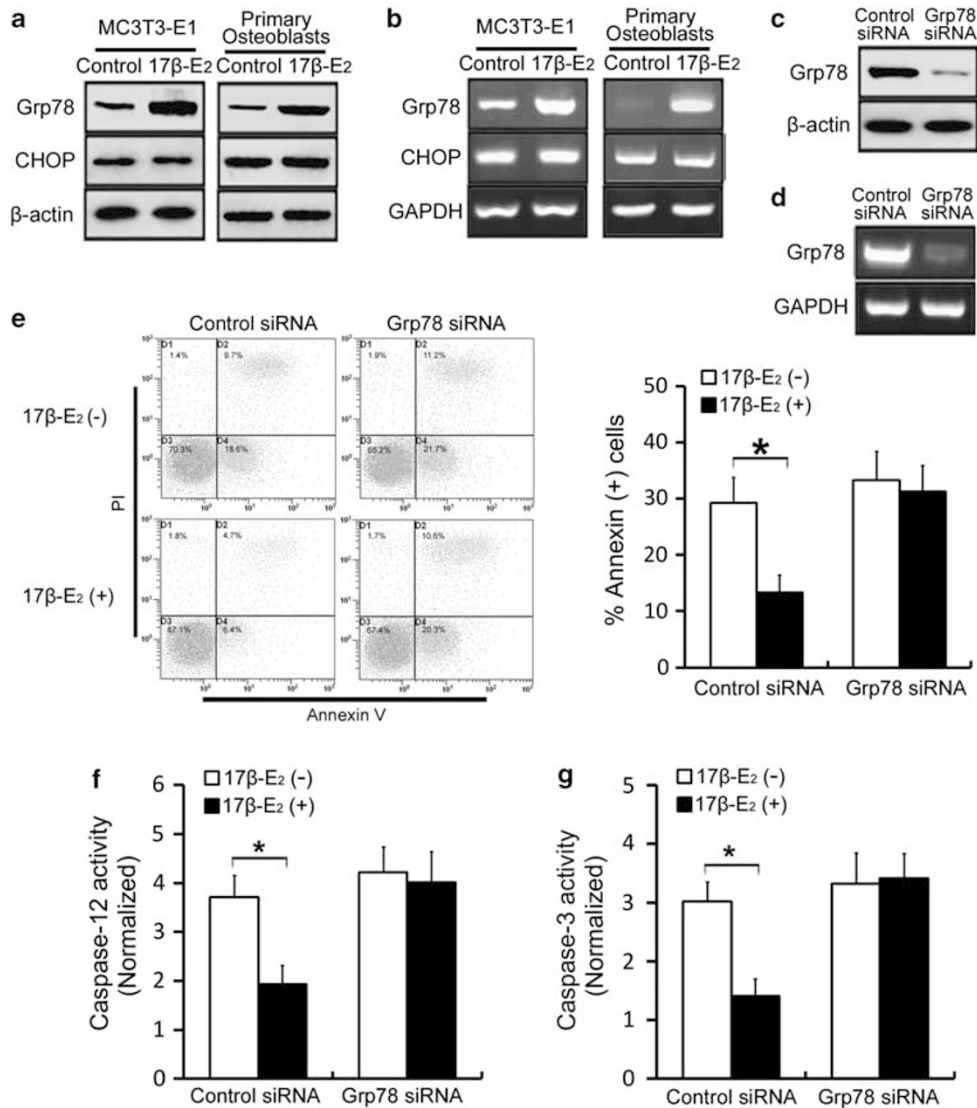 a
MC3T3-E1
Primary
Osteoblasts
Control 17β-E2
Control 17β-E2
Grp78
CHOP
β-actin
b
MC3T3-E1
Primary
Osteoblasts
Control 17β-E2
Control 17β-E2
Grp78
CHOP
GAPDH
c
Control siRNA
Grp78 siRNA
Grp78
β-actin
d
Control siRNA
Grp78 siRNA
Grp78
GAPDH
e
Control siRNA
Grp78 siRNA
17β-E2 (-)
17β-E2 (+)
PI
D1 1.4%
D2 9.7%
D3 70.3%
D4 18.6%
D1 1.9%
D2 11.2%
D3 65.2%
D4 21.7%
D1 1.8%
D2 4.7%
D3 87.1%
D4 6.4%
D1 1.7%
D2 10.6%
D3 67.4%
D4 20.3%
10⁰ 10¹ 10² 10³
Annexin V
17β-E2 (-)
17β-E2 (+)
% Annexin (+) cells
50
40
30
20
10
0
*
Control siRNA
Grp78 siRNA
f
17β-E2 (-)
17β-E2 (+)
Caspase-12 activity
(Normalized)
6
5
4
3
2
1
0
*
Control siRNA
Grp78 siRNA
g
17β-E2 (-)
17β-E2 (+)
Caspase-3 activity
(Normalized)
5
4
3
2
1
0
*
Control siRNA
Grp78 siRNA